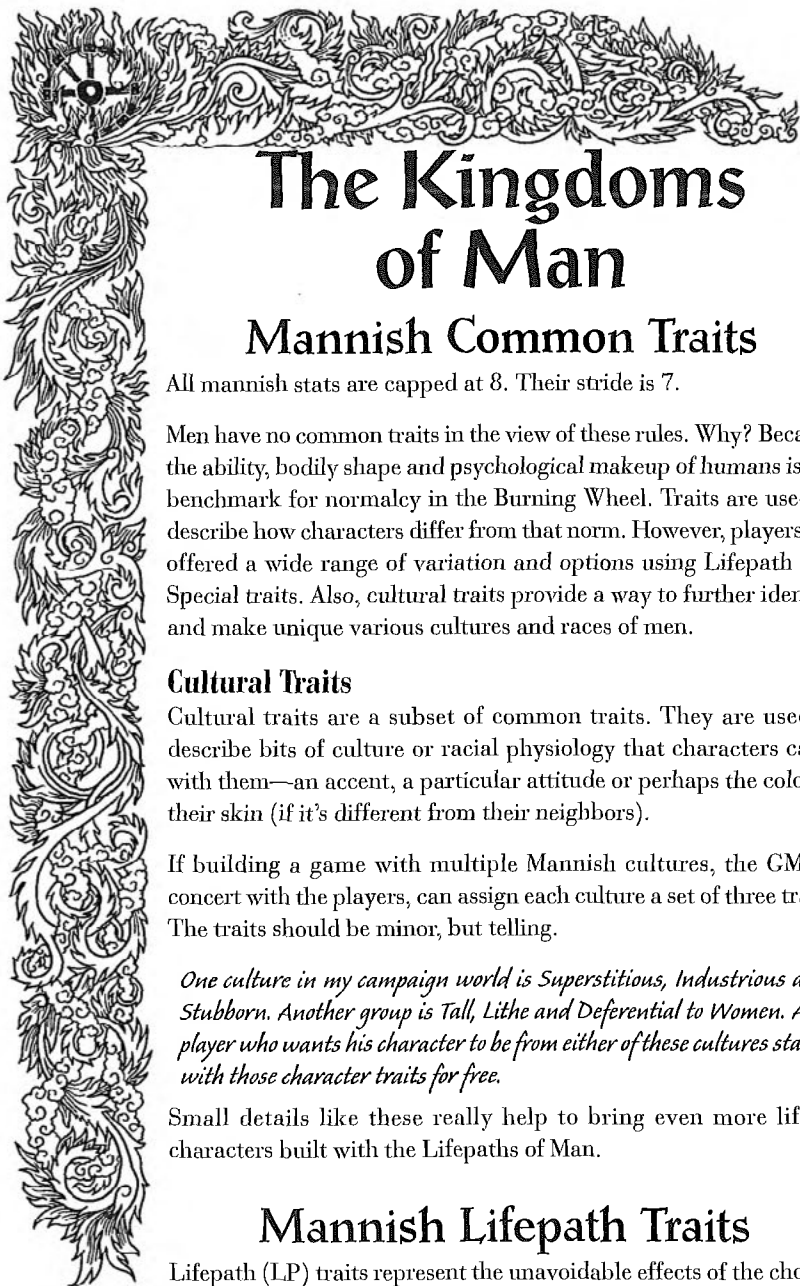 The Kingdoms
of Man
Mannish Common Traits
All mannish stats are capped at 8. Their stride is 7.
Men have no common traits in the view of these rules. Why? Beca
the ability, bodily shape and psychological makeup of humans is
benchmark for normalcy in the Burning Wheel. Traits are use
describe how characters differ from that norm. However, players
offered a wide range of variation and options using Lifepath
Special traits. Also, cultural traits provide a way to further iden
and make unique various cultures and races of men.
Cultural Traits
Cultural traits are a subset of common traits. They are use
describe bits of culture or racial physiology that characters ca
with them—an accent, a particular attitude or perhaps the colo
their skin (if it's different from their neighbors).
If building a game with multiple Mannish cultures, the GM
concert with the players, can assign each culture a set of three tr
The traits should be minor, but telling.
One culture in my campaign world is Superstitious, Industrious a
Stubborn. Another group is Tall, Lithe and Deferential to Women. A
player who wants his character to be from either of these cultures sta
with those character traits for free.
Small details like these really help to bring even more lif
characters built with the Lifepaths of Man.
Mannish Lifepath Traits
Lifepath (LP) traits represent the unavoidable effects of the cho